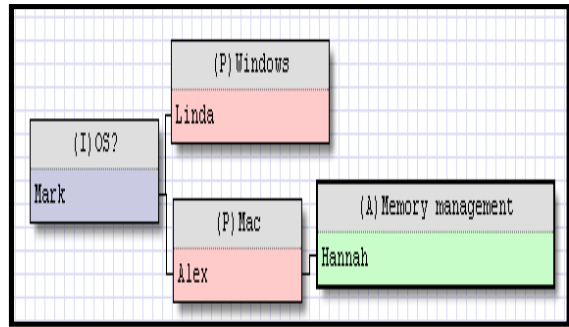 (I)OS?
Mark
(P)Windows
Linda
(P)Mac
Alex
(A)Memory management
Hannah